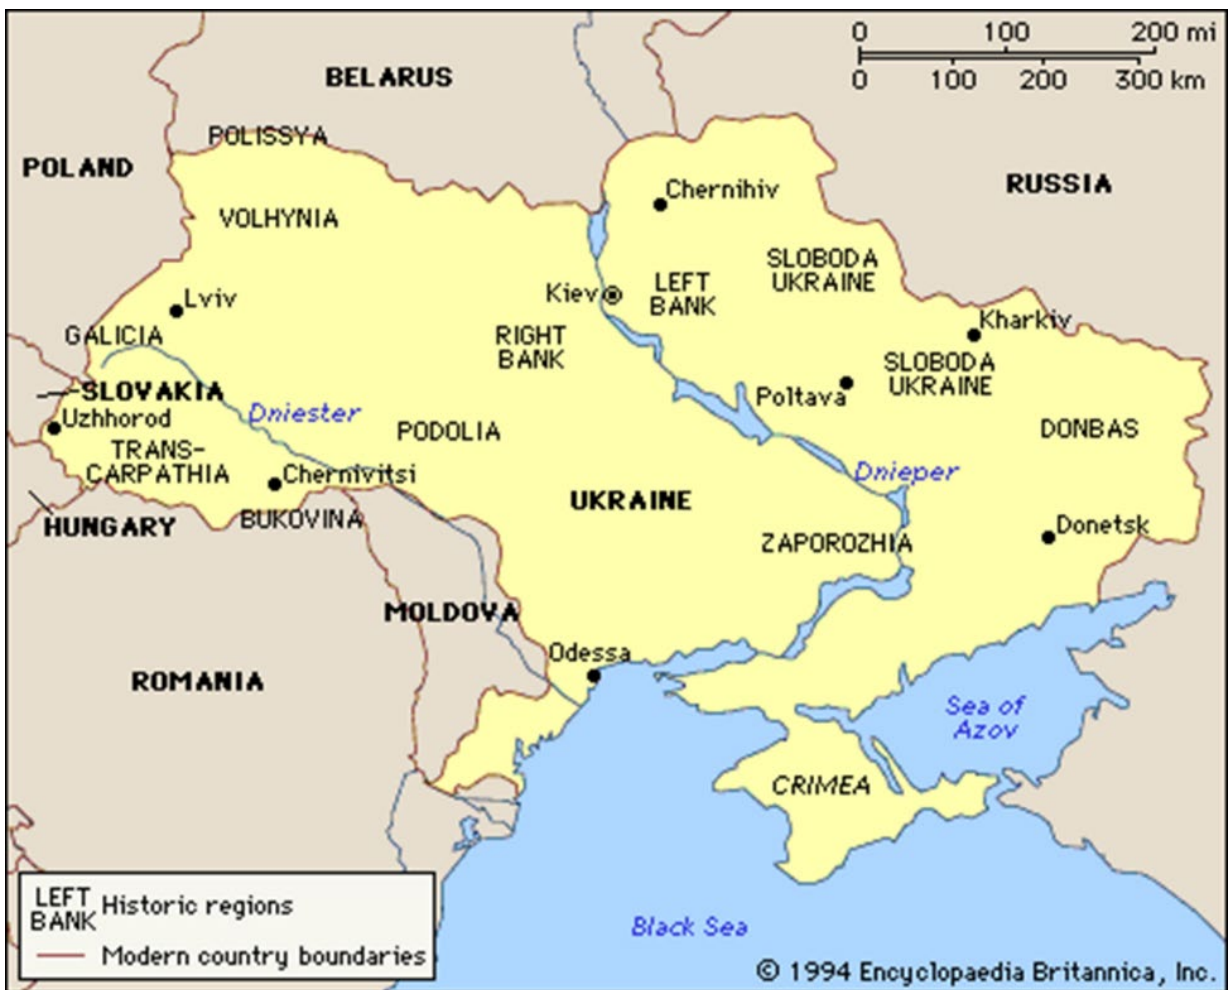 0 100 200 mi
0 100 200 300 km
BELARUS
POLISSYA
POLAND
RUSSIA
Chernihiv
VOLHYNIA
SLOBODA
UKRAINE
LEFT
BANK
Kiev
Lviv
Kharkiv
GALICIA
RIGHT
BANK
SLOBODA
UKRAINE
SLOVAKIA
Poltava
Uzhhorod
Dniester
PODOLIA
DONBAS
TRANS-
CARPATHIA
Chernivitsi
Dnieper
UKRAINE
HUNGARY
BUKOVINA
Donetsk
ZAPOROZHIA
MOLDOVA
Odessa
ROMANIA
Sea of
Azov
CRIMEA
LEFT
BANK
Historic regions
Modern country boundaries
Black Sea
© 1994 Encyclopaedia Britannica, Inc.